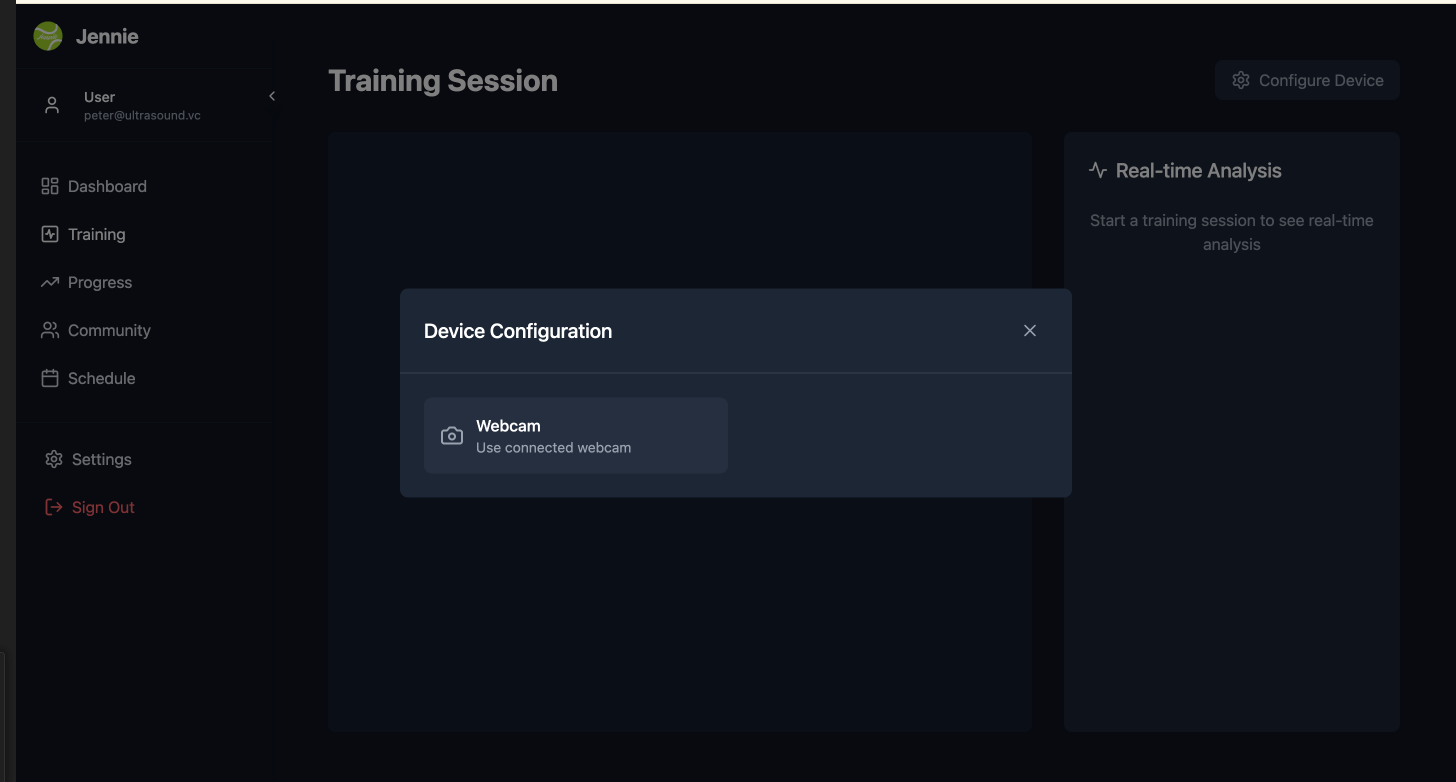 Jennie
User
peter@ultrasound.vc
Dashboard
Training
Progress
Community
Schedule
Settings
Sign Out
Training Session
Configure Device
Real-time Analysis
Start a training session to see real-time
analysis
Device Configuration
Webcam
Use connected webcam